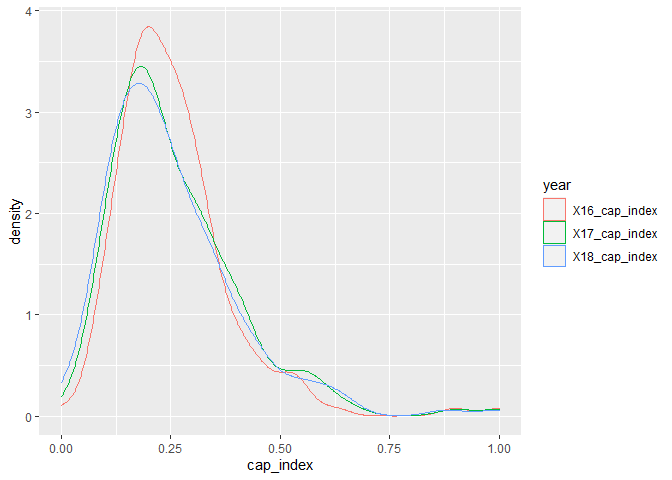 4
3
2
1
0
density
0.00 0.25 0.50 0.75 1.00
cap_index
year
X16_cap_index
X17_cap_index
X18_cap_index